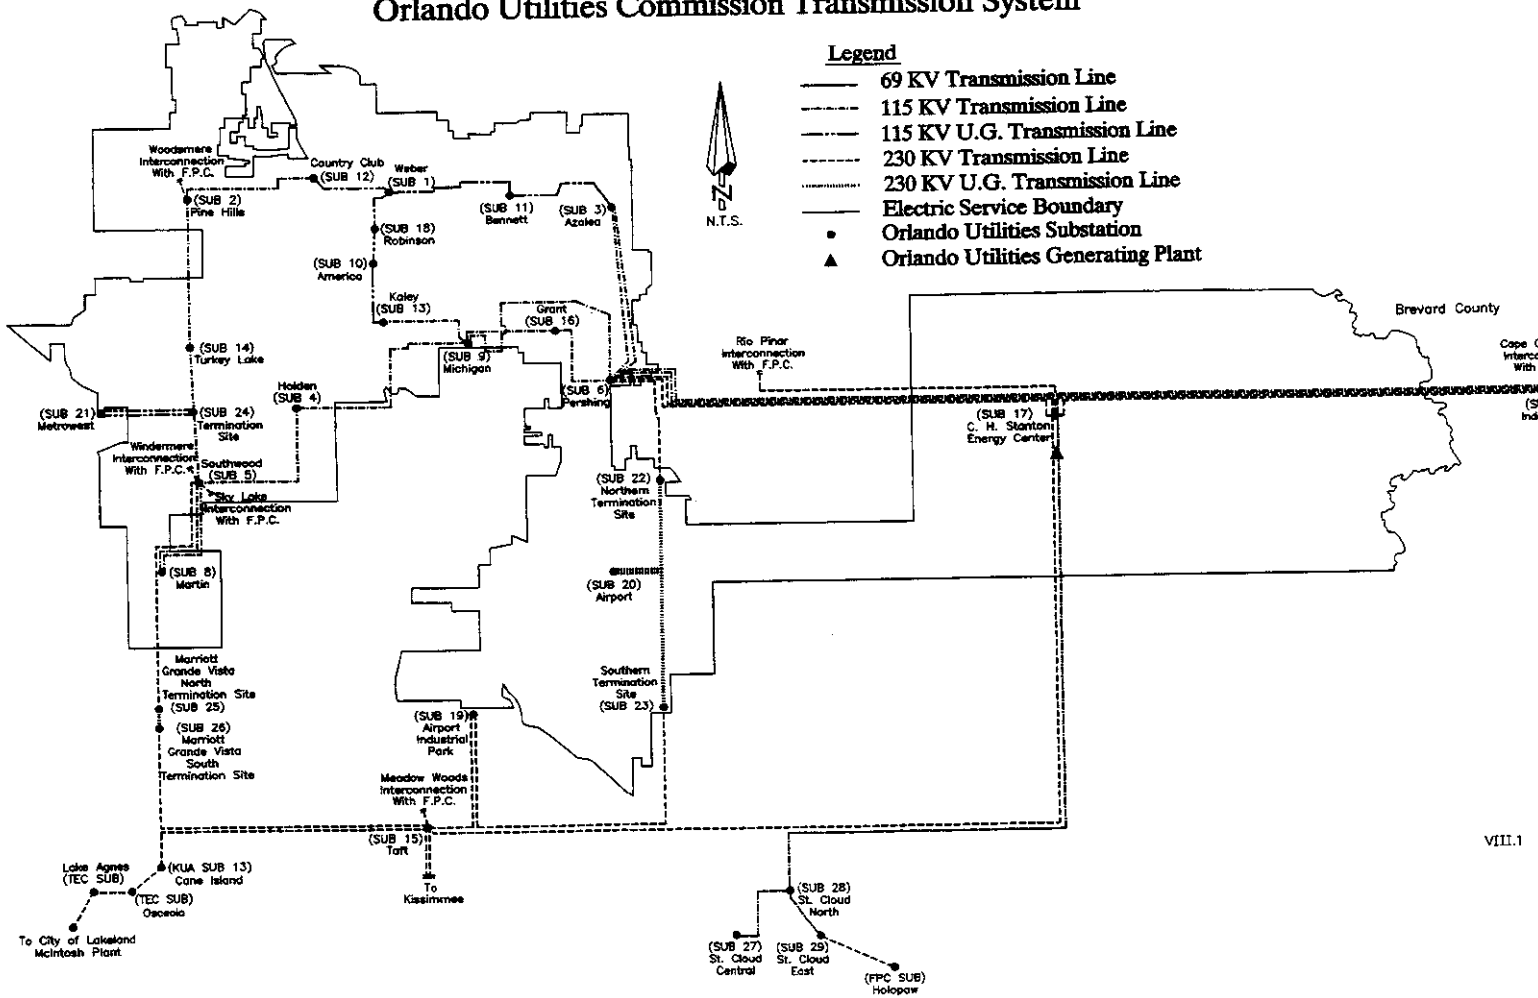 Orlando Utilities Commission Transmission System
Legend
69 KV Transmission Line
115 KV Transmission Line
115 KV U.G. Transmission Line
230 KV Transmission Line
230 KV U.G. Transmission Line
Electric Service Boundary
Orlando Utilities Substation
Orlando Utilities Generating Plant
N
N.T.S.
Woodsmere
Interconnection
With F.P.C.
(SUB 2)
Pine Hills
Country Club
(SUB 12)
Weber
(SUB 1)
(SUB 11)
Bennett
(SUB 3)
Azalea
(SUB 18)
Robinson
(SUB 10)
America
Kaley
(SUB 13)
(SUB 9)
Michigan
Grant
(SUB 16)
(SUB 6)
Pershing
Rio Pinar
Interconnection
With F.P.C.
Brevard County
Cape C
Interco
With
(S
Indi
(SUB 17)
C. H. Stanton
Energy Center
(SUB 14)
Turkey Lake
Holden
(SUB 4)
(SUB 21)
Metrowest
(SUB 24)
Termination
Site
Windermere
Interconnection
With F.P.C.
Southwood
(SUB 5)
Sky Lake
Interconnection
With F.P.C.
(SUB 22)
Northern
Termination
Site
(SUB 8)
Martin
(SUB 20)
Airport
Marriott
Grande Vista
North
Termination Site
(SUB 25)
(SUB 26)
Marriott
Grande Vista
South
Termination Site
Southern
Termination
Site
(SUB 23)
(SUB 19)
Airport
Industrial
Park
Meadow Woods
Interconnection
With F.P.C.
(SUB 15)
Taft
To
Kissimmee
Lake Agnes
(TEC SUB)
(KUA SUB 13)
Cane Island
(TEC SUB)
Osceola
To City of Lakeland
McIntosh Plant
(SUB 28)
St. Cloud
North
(SUB 27)
St. Cloud
Central
(SUB 29)
St. Cloud
East
(FPC SUB)
Holopaw
VIII.1